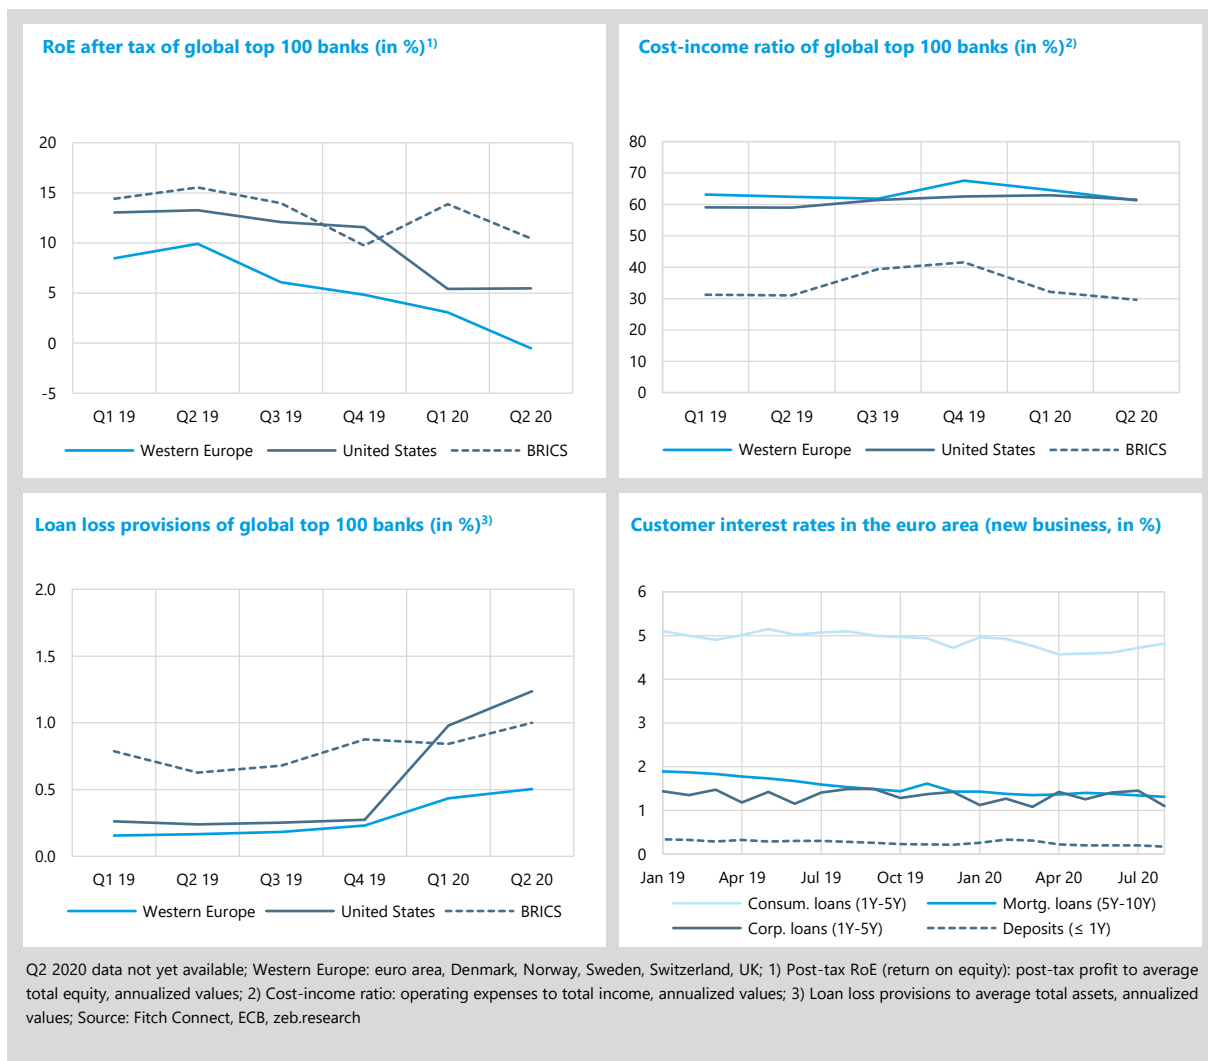 RoE after tax of global top 100 banks (in %)1)
20
15
10
5
0
-5
Q1 19 Q2 19 Q3 19 Q4 19 Q1 20 Q2 20
Western Europe United States BRICS
Cost-income ratio of global top 100 banks (in %)2)
80
70
60
50
40
30
20
10
0
Q1 19 Q2 19 Q3 19 Q4 19 Q1 20 Q2 20
Western Europe United States BRICS
Loan loss provisions of global top 100 banks (in %)3)
2.0
1.5
1.0
0.5
0.0
Q1 19 Q2 19 Q3 19 Q4 19 Q1 20 Q2 20
Western Europe United States BRICS
Customer interest rates in the euro area (new business, in %)
6
5
4
3
2
1
0
Jan 19 Apr 19 Jul 19 Oct 19 Jan 20 Apr 20 Jul 20
Consum. loans (1Y-5Y) Mortg. loans (5Y-10Y)
Corp. loans (1Y-5Y) Deposits (≤ 1Y)
Q2 2020 data not yet available; Western Europe: euro area, Denmark, Norway, Sweden, Switzerland, UK; 1) Post-tax RoE (return on equity): post-tax profit to average
total equity, annualized values; 2) Cost-income ratio: operating expenses to total income, annualized values; 3) Loan loss provisions to average total assets, annualized
values; Source: Fitch Connect, ECB, zeb.research